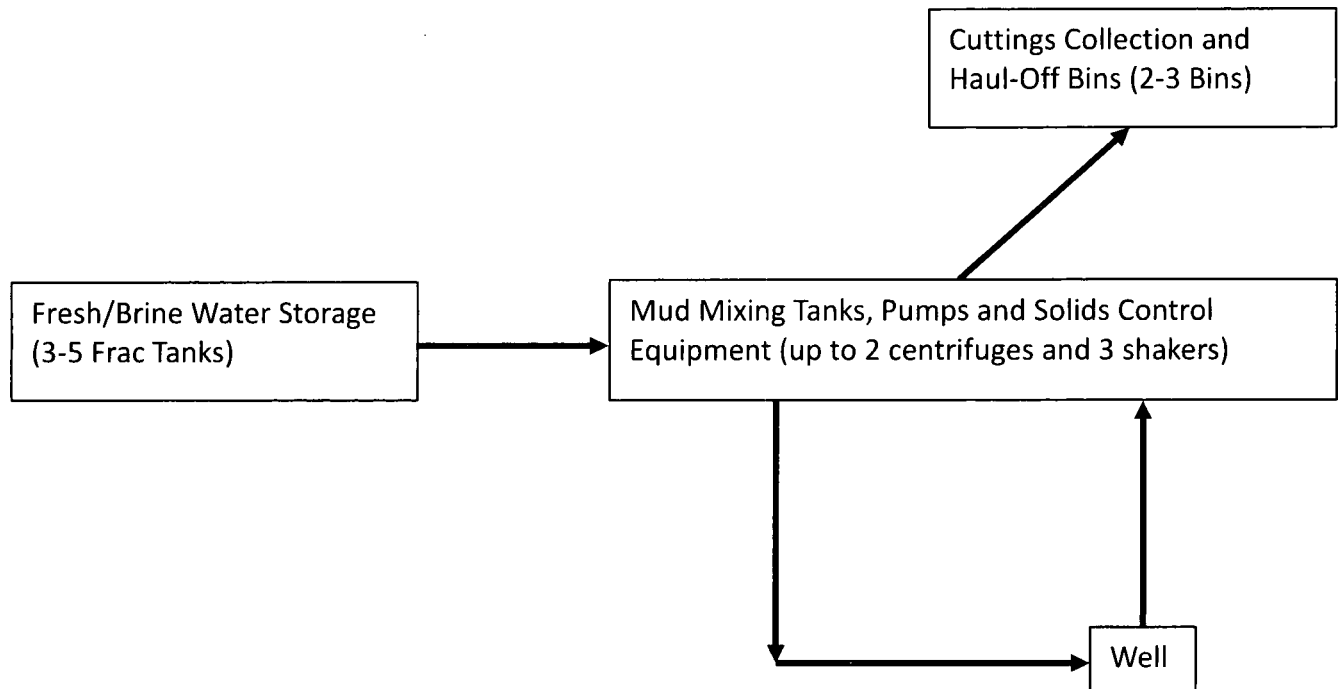 Cuttings Collection and
Haul-Off Bins (2-3 Bins)
Fresh/Brine Water Storage
(3-5 Frac Tanks)
Mud Mixing Tanks, Pumps and Solids Control
Equipment (up to 2 centrifuges and 3 shakers)
Well